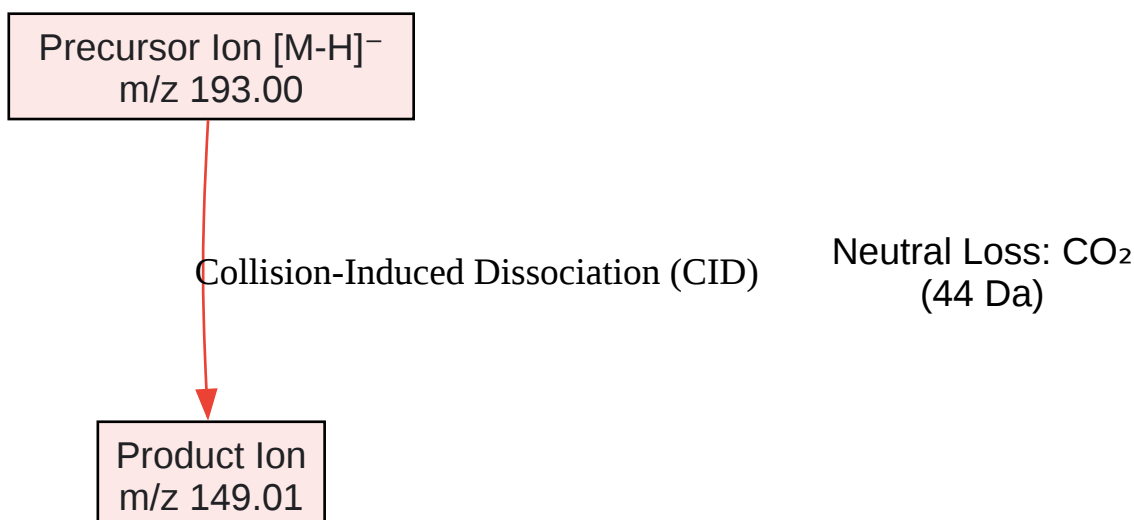 Precursor Ion [M-H]⁻
m/z 193.00
Collision-Induced Dissociation (CID)
Neutral Loss: CO₂
(44 Da)
Product Ion
m/z 149.01